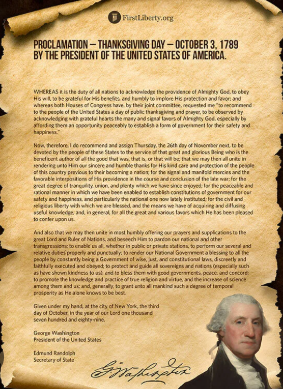 FirstLiberty.org
PROCLAMATION – THANKSGIVING DAY – OCTOBER 3, 1789
BY THE PRESIDENT OF THE UNITED STATES OF AMERICA.
WHEREAS it is the duty of all nations to acknowledge the providence of Almighty God, to obey
His will, to be grateful for His benefits, and humbly to implore His protection and favor; and
whereas both Houses of Congress have, by their joint committee, requested me "to recommend
to the people of the United States a day of public thanksgiving and prayer, to be observed by
acknowledging with grateful hearts the many and signal favors of Almighty God, especially by
affording them an opportunity peaceably to establish a form of government for their safety and
happiness."
Now, therefore, I do recommend and assign Thursday, the 26th day of November next, to be
devoted by the people of these States to the service of that great and glorious Being who is the
beneficent author of all the good that was, that is, or that will be; that we may then all unite in
rendering unto Him our sincere and humble thanks for His kind care and protection of the people
of this country previous to their becoming a nation; for the signal and manifold mercies and the
favorable interpositions of His providence in the course and conclusion of the late war; for the
great degree of tranquility, union, and plenty which we have since enjoyed; for the peaceable and
rational manner in which we have been enabled to establish constitutions of government for our
safety and happiness, and particularly the national one now lately instituted; for the civil and
religious liberty with which we are blessed, and the means we have of acquiring and diffusing
useful knowledge; and, in general, for all the great and various favors which He has been pleased
to confer upon us.
And also that we may then unite in most humbly offering our prayers and supplications to the
great Lord and Ruler of Nations, and beseech Him to pardon our national and other
transgressions; to enable us all, whether in public or private stations, to perform our several and
relative duties properly and punctually; to render our National Government a blessing to all the
people by constantly being a Government of wise, just, and constitutional laws, discreetly and
faithfully executed and obeyed; to protect and guide all sovereigns and nations (especially such
as have shown kindness to us), and to bless them with good governments, peace, and concord;
to promote the knowledge and practice of true religion and virtue, and the increase of science
among them and us; and, generally, to grant unto all mankind such a degree of temporal
prosperity as He alone knows to be best.
Given under my hand, at the city of New York, the third
day of October, in the year of our Lord one thousand
seven hundred and eighty-nine.
George Washington
President of the United States
Edmund Randolph
Secretary of State
G. Washington